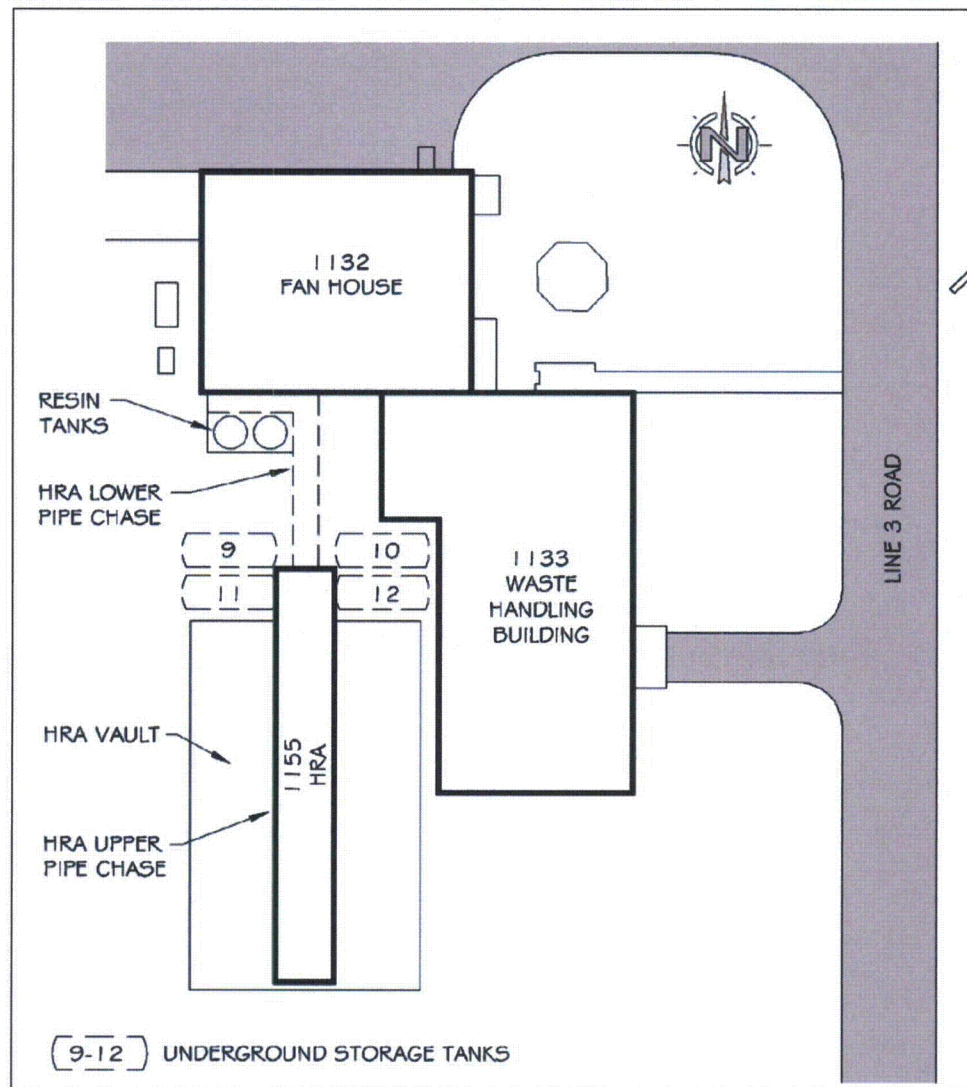 N
1132
FAN HOUSE
RESIN
TANKS
HRA LOWER
PIPE CHASE
9
10
11
12
1133
WASTE
HANDLING
BUILDING
LINE 3 ROAD
HRA VAULT
1155
HRA
HRA UPPER
PIPE CHASE
9-12 UNDERGROUND STORAGE TANKS